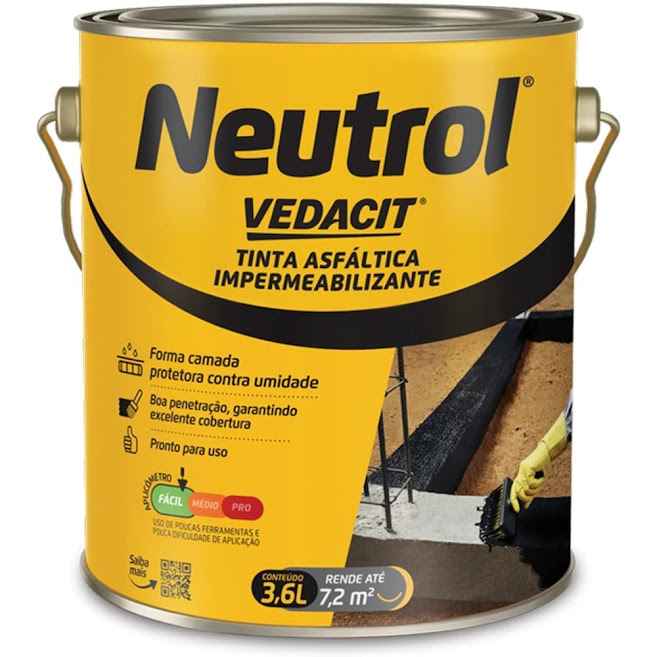 Neutrol®
VEDACIT®
TINTA ASFÁLTICA
IMPERMEABILIZANTE
Forma camada
protetora contra umidade
Boa penetração, garantindo
excelente cobertura
Pronto para uso
APLICÔMETRO
FÁCIL MÉDIO PRO
USO DE POUCAS FERRAMENTAS E
POUCA DIFICULDADE DE APLICAÇÃO
Saiba
mais
CONTEÚDO
3,6L
RENDE ATÉ
7,2 m²